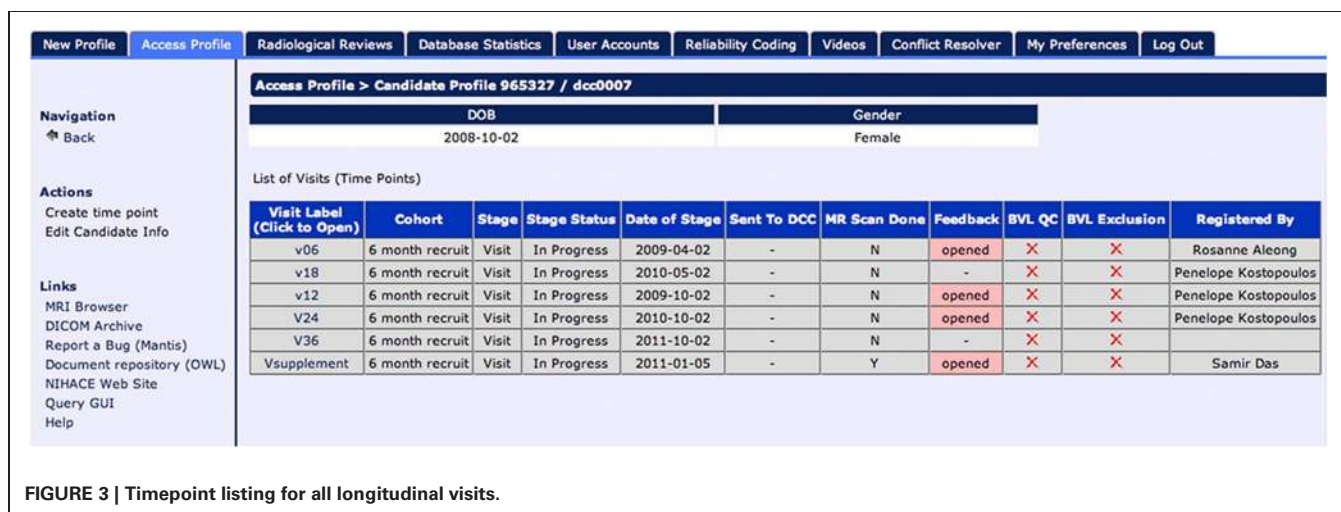 New Profile Access Profile Radiological Reviews Database Statistics User Accounts Reliability Coding Videos Conflict Resolver My Preferences Log Out
Access Profile > Candidate Profile 965327 / dcc0007
Navigation
Back
Actions
Create time point
Edit Candidate Info
Links
MRI Browser
DICOM Archive
Report a Bug (Mantis)
Document repository (OWL)
NIHACE Web Site
Query GUI
Help
DOB Gender
2008-10-02 Female
List of Visits (Time Points)
Visit Label (Click to Open) Cohort Stage Stage Status Date of Stage Sent To DCC MR Scan Done Feedback BVL QC BVL Exclusion Registered By
v06 6 month recruit Visit In Progress 2009-04-02 - N opened X X Rosanne Aleong
v18 6 month recruit Visit In Progress 2010-05-02 - N - X X Penelope Kostopoulos
v12 6 month recruit Visit In Progress 2009-10-02 - N opened X X Penelope Kostopoulos
V24 6 month recruit Visit In Progress 2010-10-02 - N opened X X Penelope Kostopoulos
V36 6 month recruit Visit In Progress 2011-10-02 - N - X X
Vsupplement 6 month recruit Visit In Progress 2011-01-05 - Y opened X X Samir Das
FIGURE 3 | Timepoint listing for all longitudinal visits.